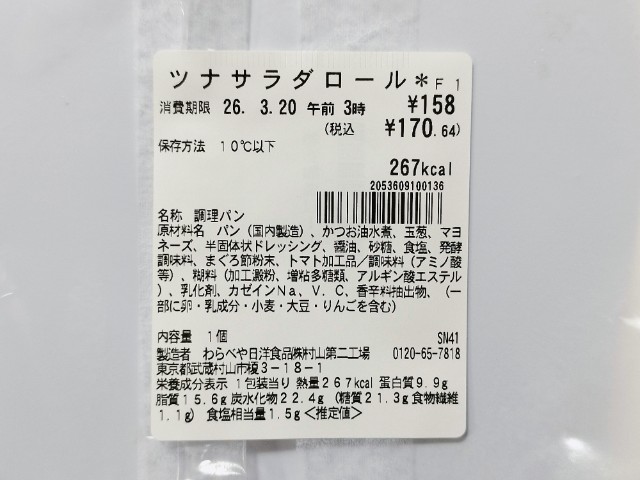 ツナサラダロール*F1
消費期限 26. 3.20 午前 3時 ¥158
(税込 ¥170.64)
保存方法 10℃以下
267kcal
2053609100136
名称 調理パン
原材料名 パン(国内製造)、かつお油水煮、玉葱、マヨ
ネーズ、半固体状ドレッシング、醤油、砂糖、食塩、発酵
調味料、まぐろ節粉末、トマト加工品/調味料(アミノ酸
等)、糊料(加工澱粉、増粘多糖類、アルギン酸エステル
)、乳化剤、カゼインNa、V.C、香辛料抽出物、(一
部に卵・乳成分・小麦・大豆・りんごを含む)
内容量 1個 SN41
製造者 わらべや日洋食品㈱村山第二工場 0120-65-7818
東京都武蔵村山市榎3-18-1
栄養成分表示 1包装当り 熱量267kcal 蛋白質9.9g
脂質15.6g 炭水化物22.4g (糖質21.3g 食物繊維
1.1g) 食塩相当量1.5g<推定値>